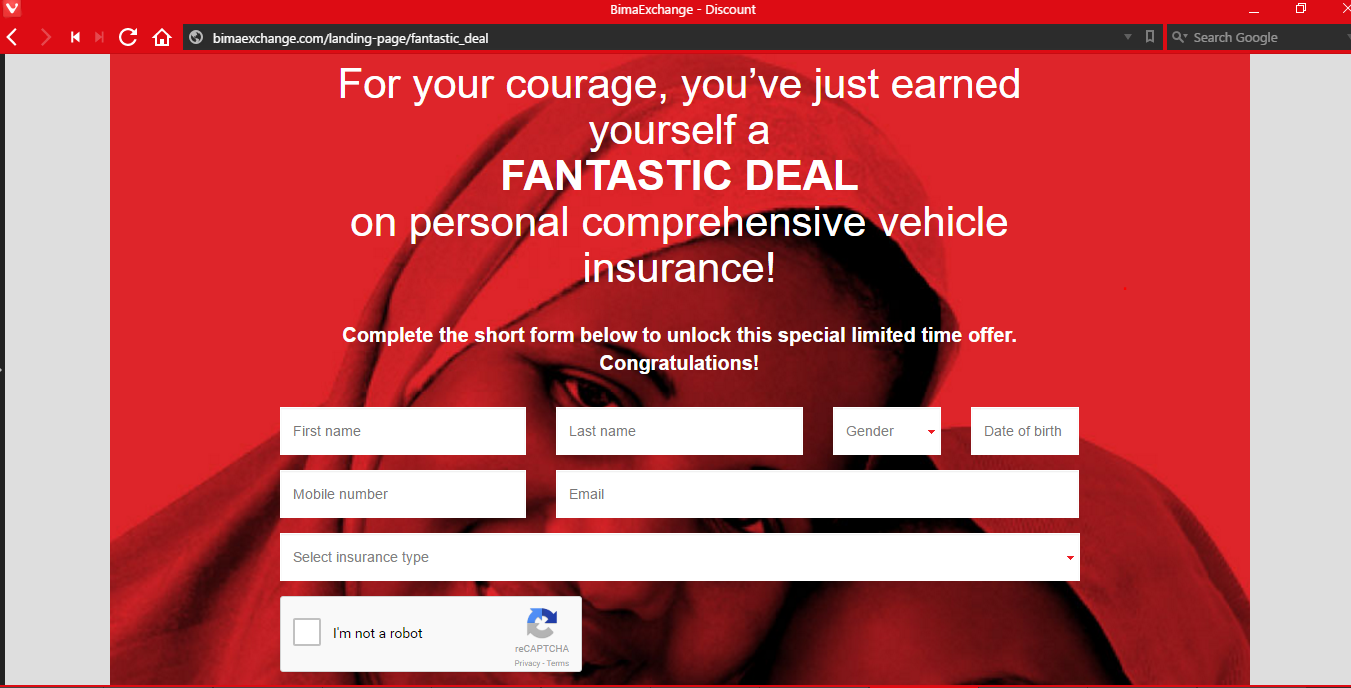 BimaExchange - Discount
bimaexchange.com/landing-page/fantastic_deal
Search Google
For your courage, you’ve just earned
yourself a
FANTASTIC DEAL
on personal comprehensive vehicle
insurance!
Complete the short form below to unlock this special limited time offer.
Congratulations!
First name
Last name
Gender
Date of birth
Mobile number
Email
Select insurance type
I'm not a robot
reCAPTCHA
Privacy - Terms